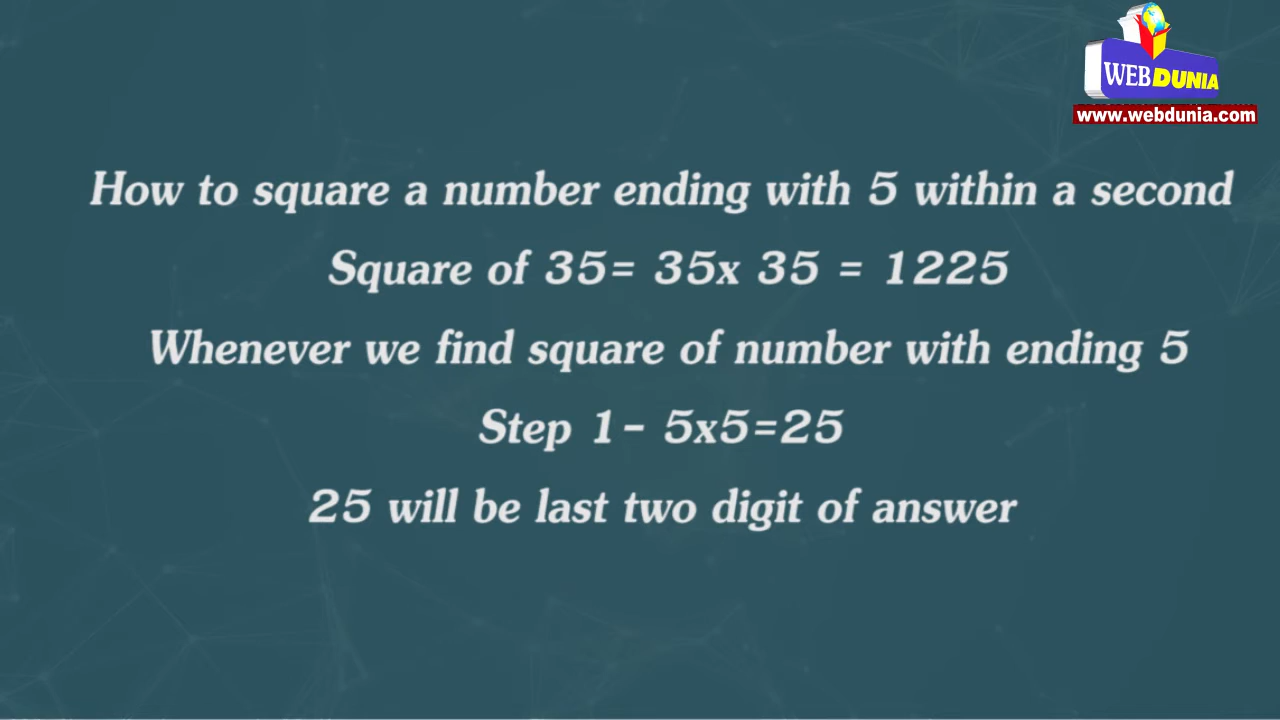 WEBDUNIA
www.webdunia.com
How to square a number ending with 5 within a second
Square of 35= 35x 35 = 1225
Whenever we find square of number with ending 5
Step 1- 5x5=25
25 will be last two digit of answer